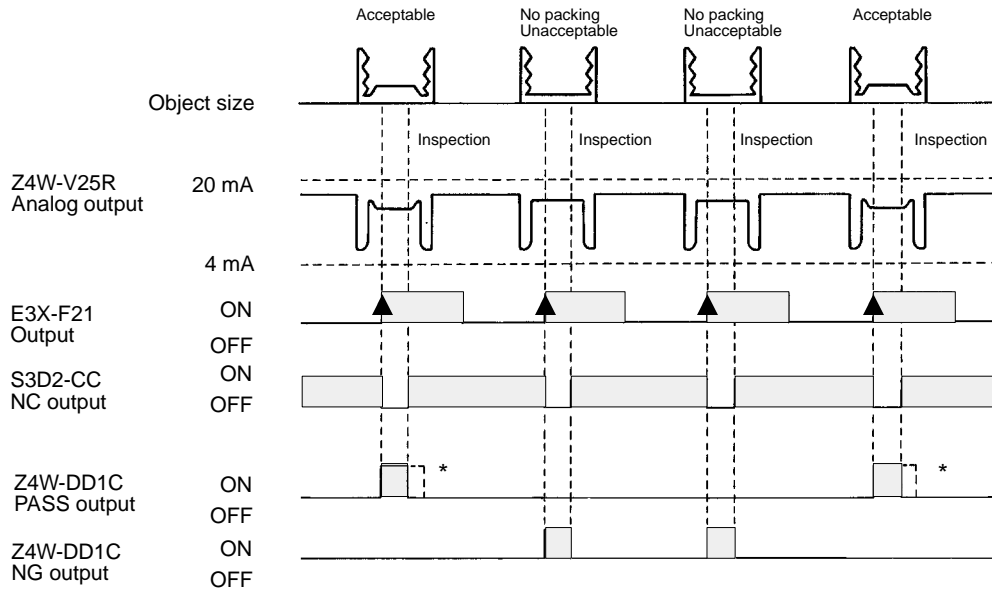 Acceptable
No packing
Unacceptable
No packing
Unacceptable
Acceptable
Object size
Inspection
Inspection
Inspection
Inspection
Z4W-V25R
Analog output
20 mA
4 mA
E3X-F21
Output
ON
OFF
S3D2-CC
NC output
ON
OFF
Z4W-DD1C
PASS output
ON
OFF
*
*
Z4W-DD1C
NG output
ON
OFF